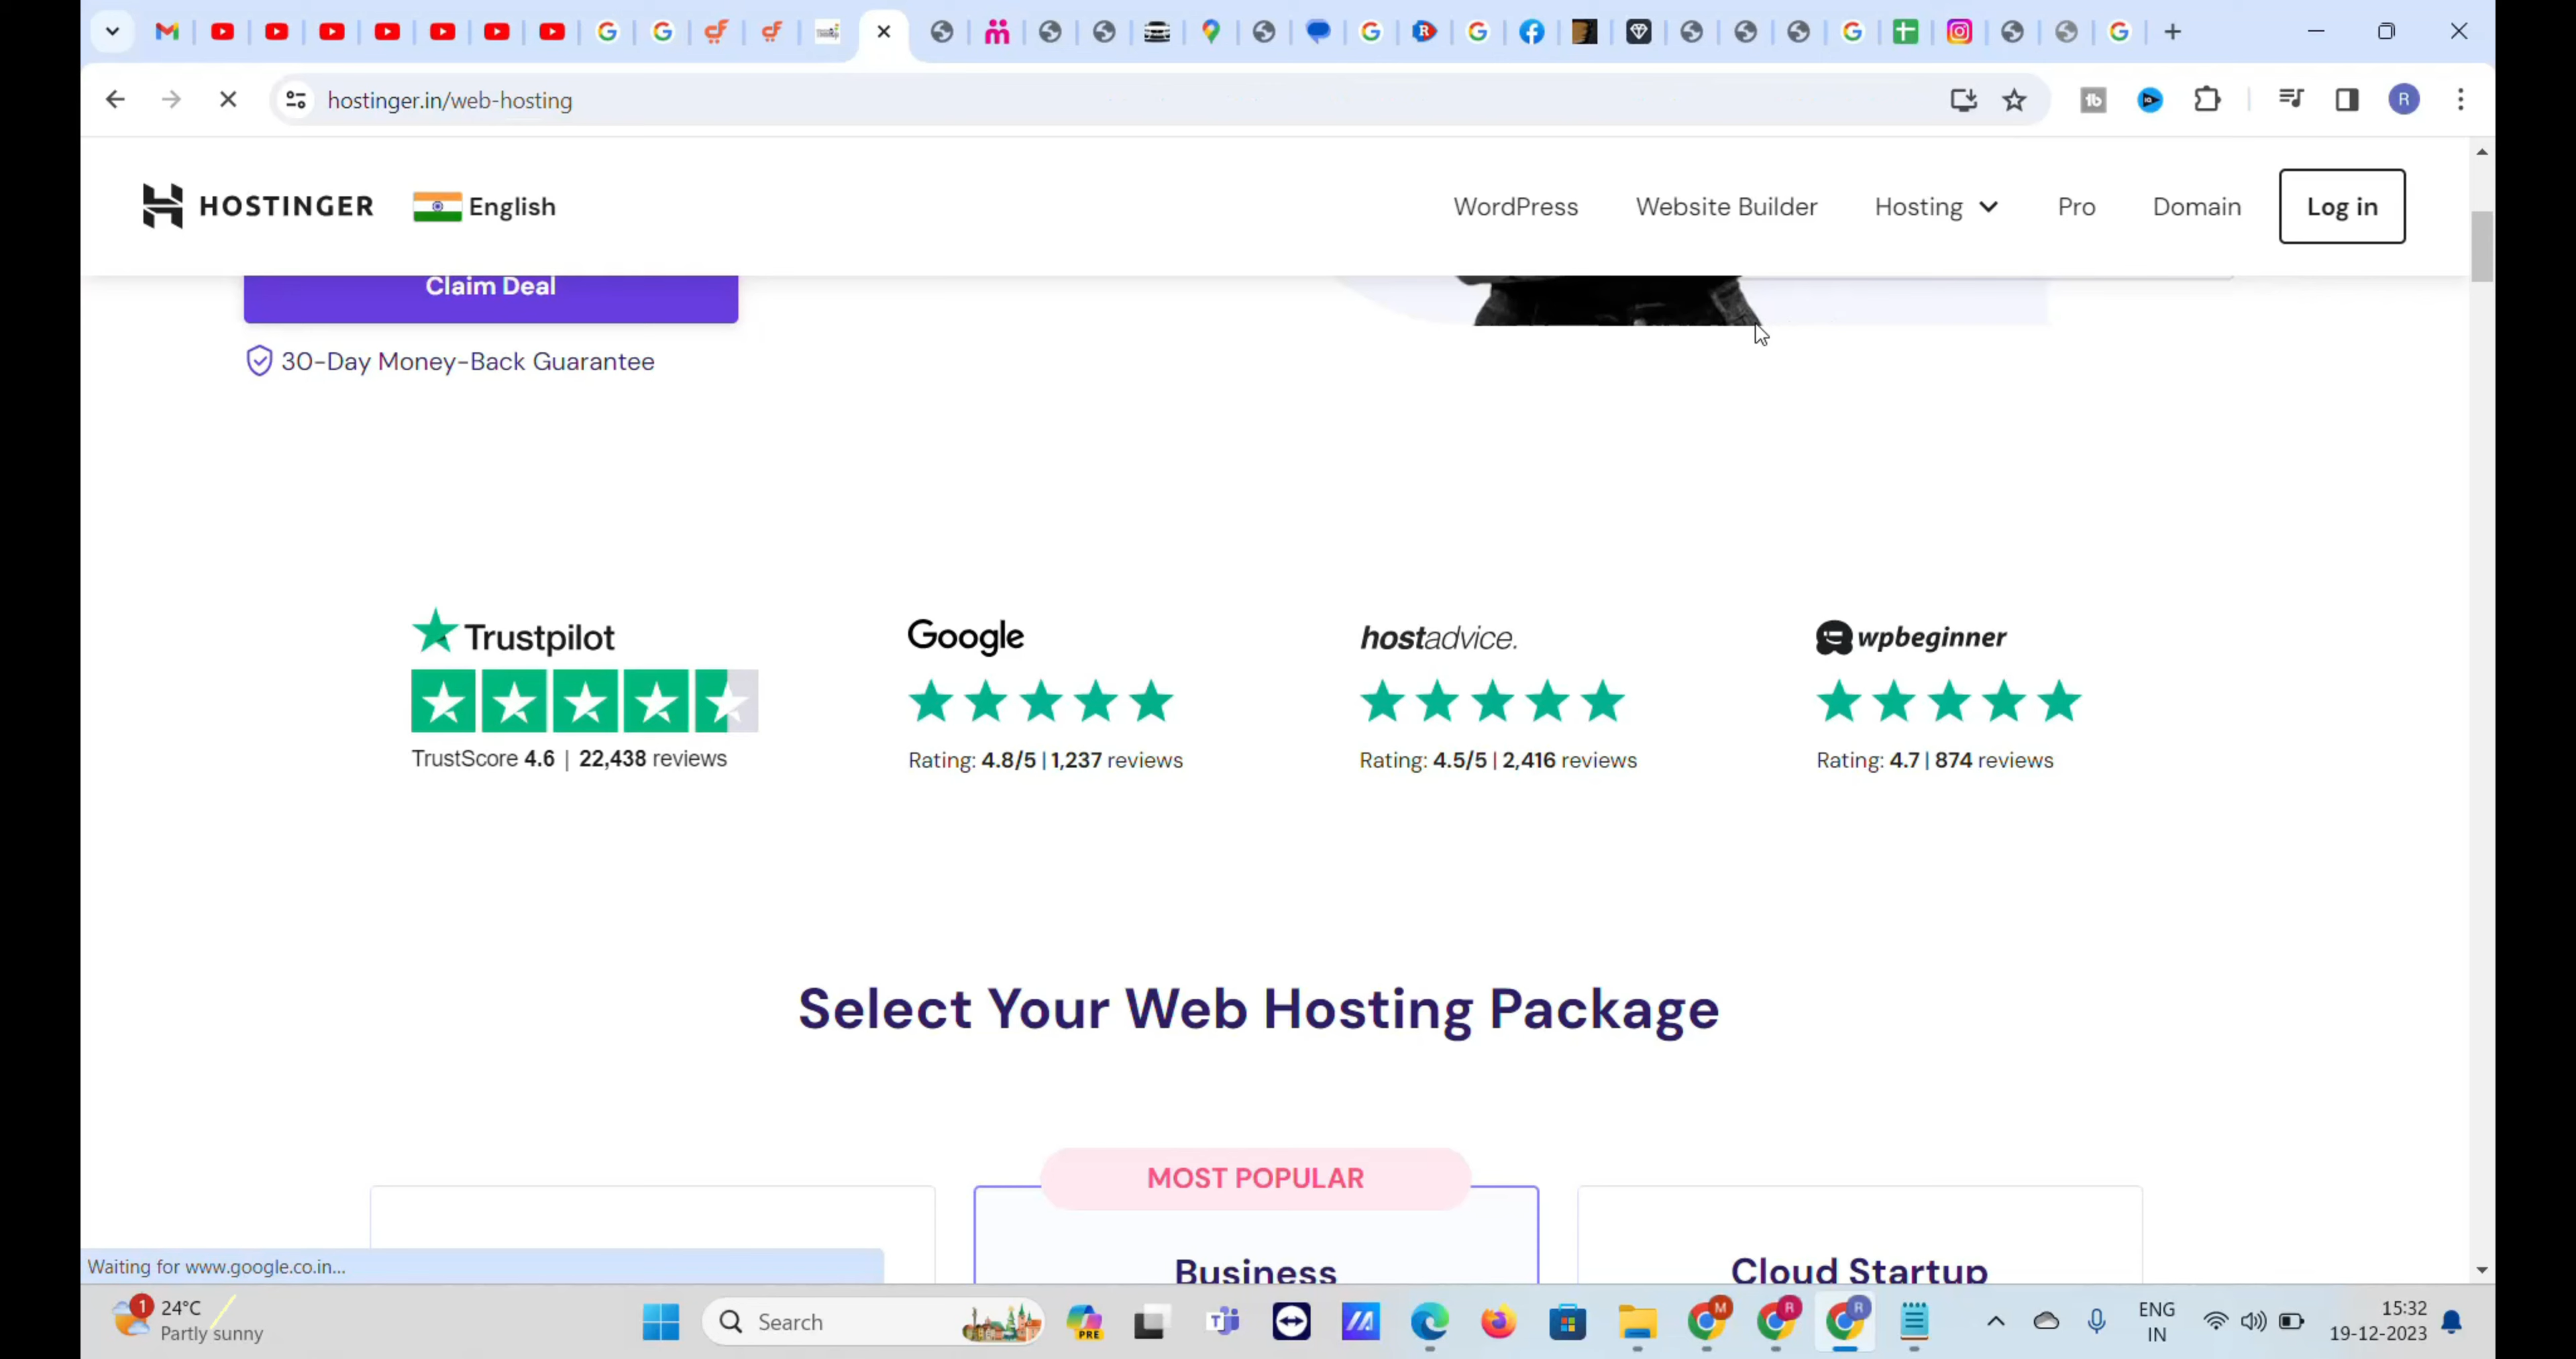 hostinger.in/web-hosting
HOSTINGER
English
WordPress
Website Builder
Hosting
Pro
Domain
Log in
Claim Deal
30-Day Money-Back Guarantee
Trustpilot
TrustScore 4.6 | 22,438 reviews
Google
Rating: 4.8/5 | 1,237 reviews
hostadvice.
Rating: 4.5/5 | 2,416 reviews
wpbeginner
Rating: 4.7 | 874 reviews
Select Your Web Hosting Package
MOST POPULAR
Business
Cloud Startup
Waiting for www.google.co.in...
1
24°C
Partly sunny
Search
PRE
M
R
R
ENG
IN
15:32
19-12-2023